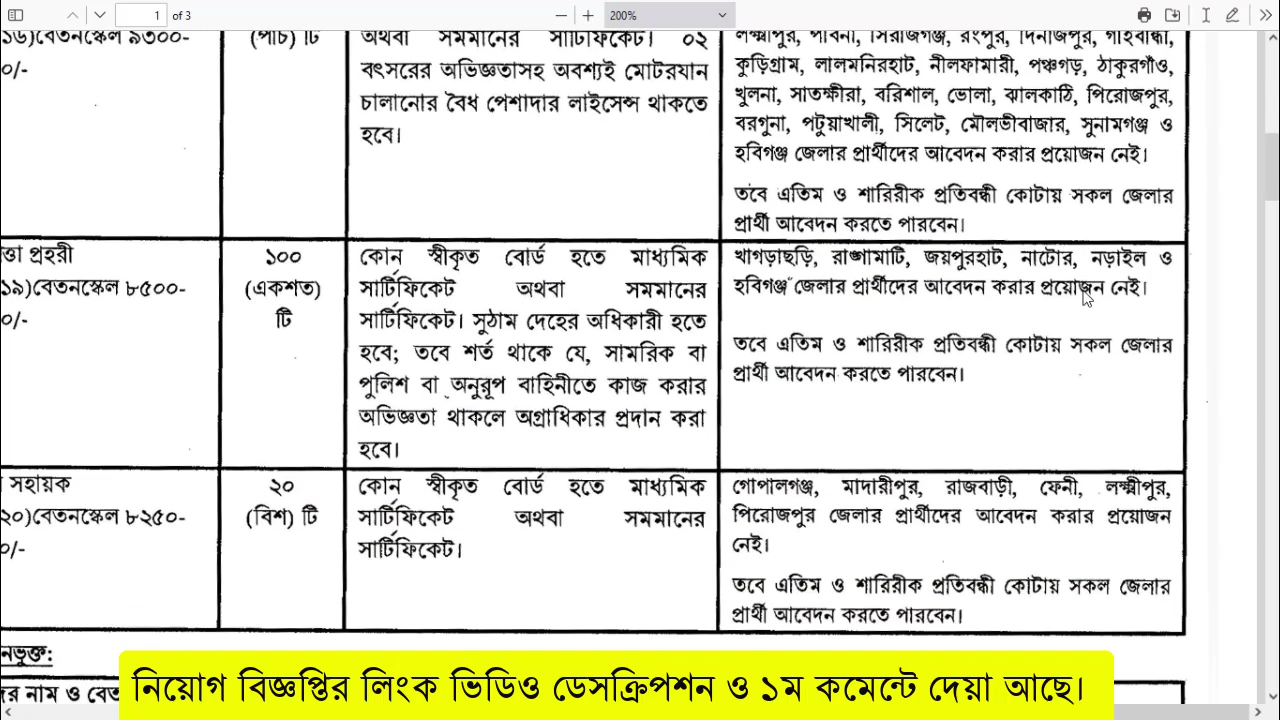 1 of 3
200%
১৬)বেতনস্কেল ৯৩০০-
০/-
(পাঁচ) টি
অথবা সমমানের সার্টিফিকেট। ০২
বৎসরের অভিজ্ঞতাসহ অবশ্যই মোটরযান
চালানোর বৈধ পেশাদার লাইসেন্স থাকতে
হবে।
লক্ষ্মীপুর, পাবনা, সিরাজগঞ্জ, রংপুর, দিনাজপুর, গাইবান্ধা,
কুড়িগ্রাম, লালমনিরহাট, নীলফামারী, পঞ্চগড়, ঠাকুরগাঁও,
খুলনা, সাতক্ষীরা, বরিশাল, ভোলা, ঝালকাঠি, পিরোজপুর,
বরগুনা, পটুয়াখালী, সিলেট, মৌলভীবাজার, সুনামগঞ্জ ও
হবিগঞ্জ জেলার প্রার্থীদের আবেদন করার প্রয়োজন নেই।
তবে এতিম ও শারিরীক প্রতিবন্ধী কোটায় সকল জেলার
প্রার্থী আবেদন করতে পারবেন।
ত্তা প্রহরী
১৯)বেতনস্কেল ৮৫০০-
০/-
১০০
(একশত)
টি
কোন স্বীকৃত বোর্ড হতে মাধ্যমিক
সার্টিফিকেট অথবা সমমানের
সার্টিফিকেট। সুঠাম দেহের অধিকারী হতে
হবে; তবে শর্ত থাকে যে, সামরিক বা
পুলিশ বা অনুরূপ বাহিনীতে কাজ করার
অভিজ্ঞতা থাকলে অগ্রাধিকার প্রদান করা
হবে।
খাগড়াছড়ি, রাঙ্গামাটি, জয়পুরহাট, নাটোর, নড়াইল ও
হবিগঞ্জ জেলার প্রার্থীদের আবেদন করার প্রয়োজন নেই।
তবে এতিম ও শারিরীক প্রতিবন্ধী কোটায় সকল জেলার
প্রার্থী আবেদন করতে পারবেন।
সহায়ক
২০)বেতনস্কেল ৮২৫০-
০/-
২০
(বিশ) টি
কোন স্বীকৃত বোর্ড হতে মাধ্যমিক
সার্টিফিকেট অথবা সমমানের
সার্টিফিকেট।
গোপালগঞ্জ, মাদারীপুর, রাজবাড়ী, ফেনী, লক্ষ্মীপুর,
পিরোজপুর জেলার প্রার্থীদের আবেদন করার প্রয়োজন
নেই।
তবে এতিম ও শারিরীক প্রতিবন্ধী কোটায় সকল জেলার
প্রার্থী আবেদন করতে পারবেন।
নভুক্ত:
দের নাম ও বেত
নিয়োগ বিজ্ঞপ্তির লিংক ভিডিও ডেসক্রিপশন ও ১ম কমেন্টে দেয়া আছে।